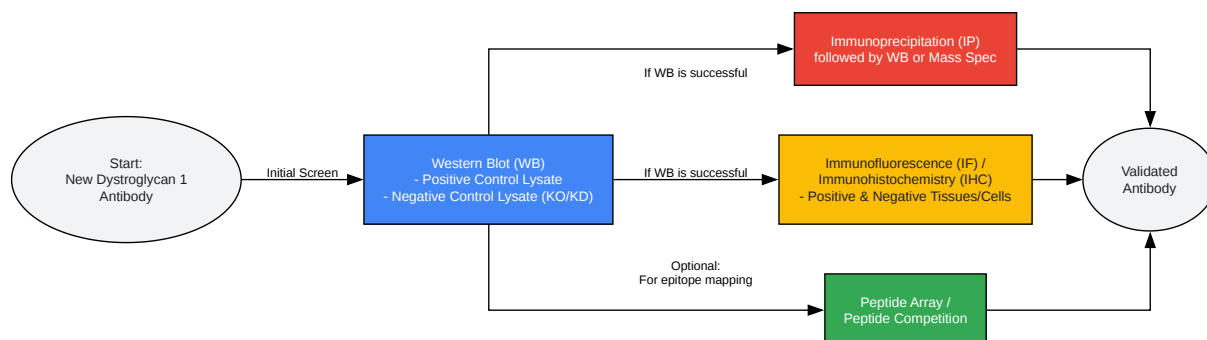 Immunoprecipitation (IP)
followed by WB or Mass Spec
If WB is successful
Start:
New Dystroglycan 1
Antibody
Initial Screen
Western Blot (WB)
- Positive Control Lysate
- Negative Control Lysate (KO/KD)
If WB is successful
Immunofluorescence (IF) /
Immunohistochemistry (IHC)
- Positive & Negative Tissues/Cells
Validated
Antibody
Optional:
For epitope mapping
Peptide Array /
Peptide Competition